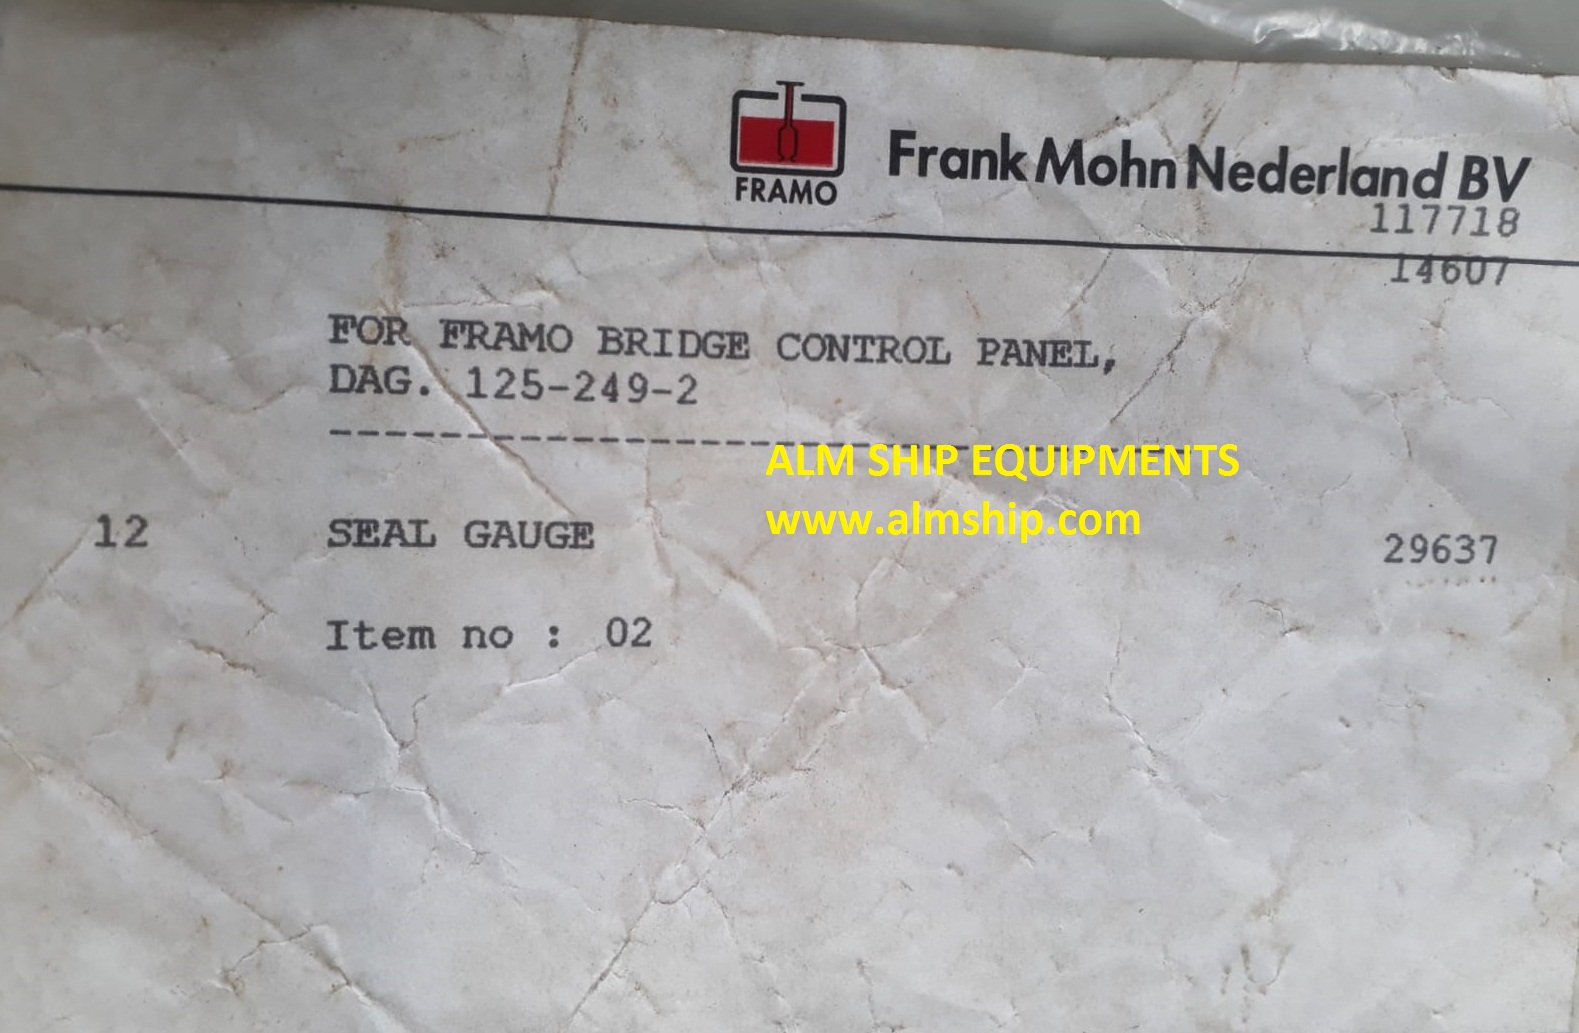 FRAMO
Frank Mohn Nederland BV
117718
14607
FOR FRAMO BRIDGE CONTROL PANEL,
DAG. 125-249-2
ALM SHIP EQUIPMENTS
www.almship.com
12 SEAL GAUGE 29637
Item no : 02